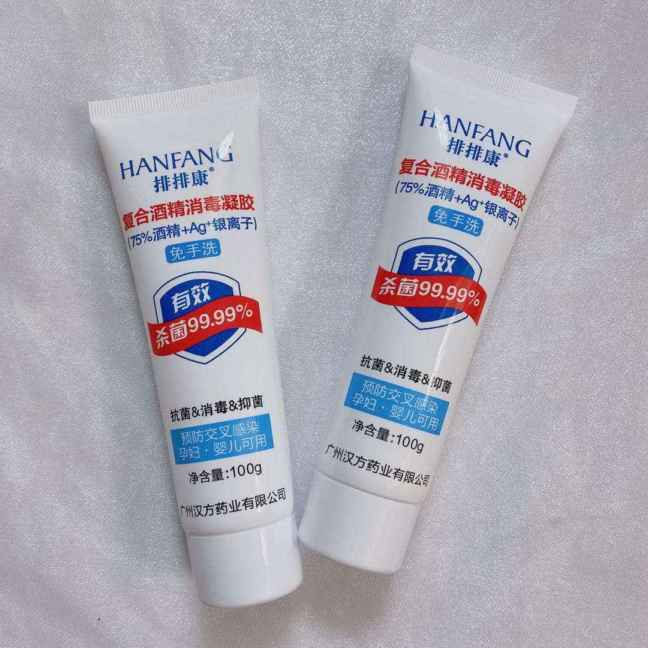 HANFANG
排排康®
复合酒精消毒凝胶
(75%酒精+Ag⁺银离子)
免手洗
有效
杀菌99.99%
抗菌&消毒&抑菌
预防交叉感染
孕妇·婴儿可用
净含量:100g
广州汉方药业有限公司
HANFANG
排排康®
复合酒精消毒凝胶
(75%酒精+Ag⁺银离子)
免手洗
有效
杀菌99.99%
抗菌&消毒&抑菌
预防交叉感染
孕妇·婴儿可用
净含量:100g
广州汉方药业有限公司